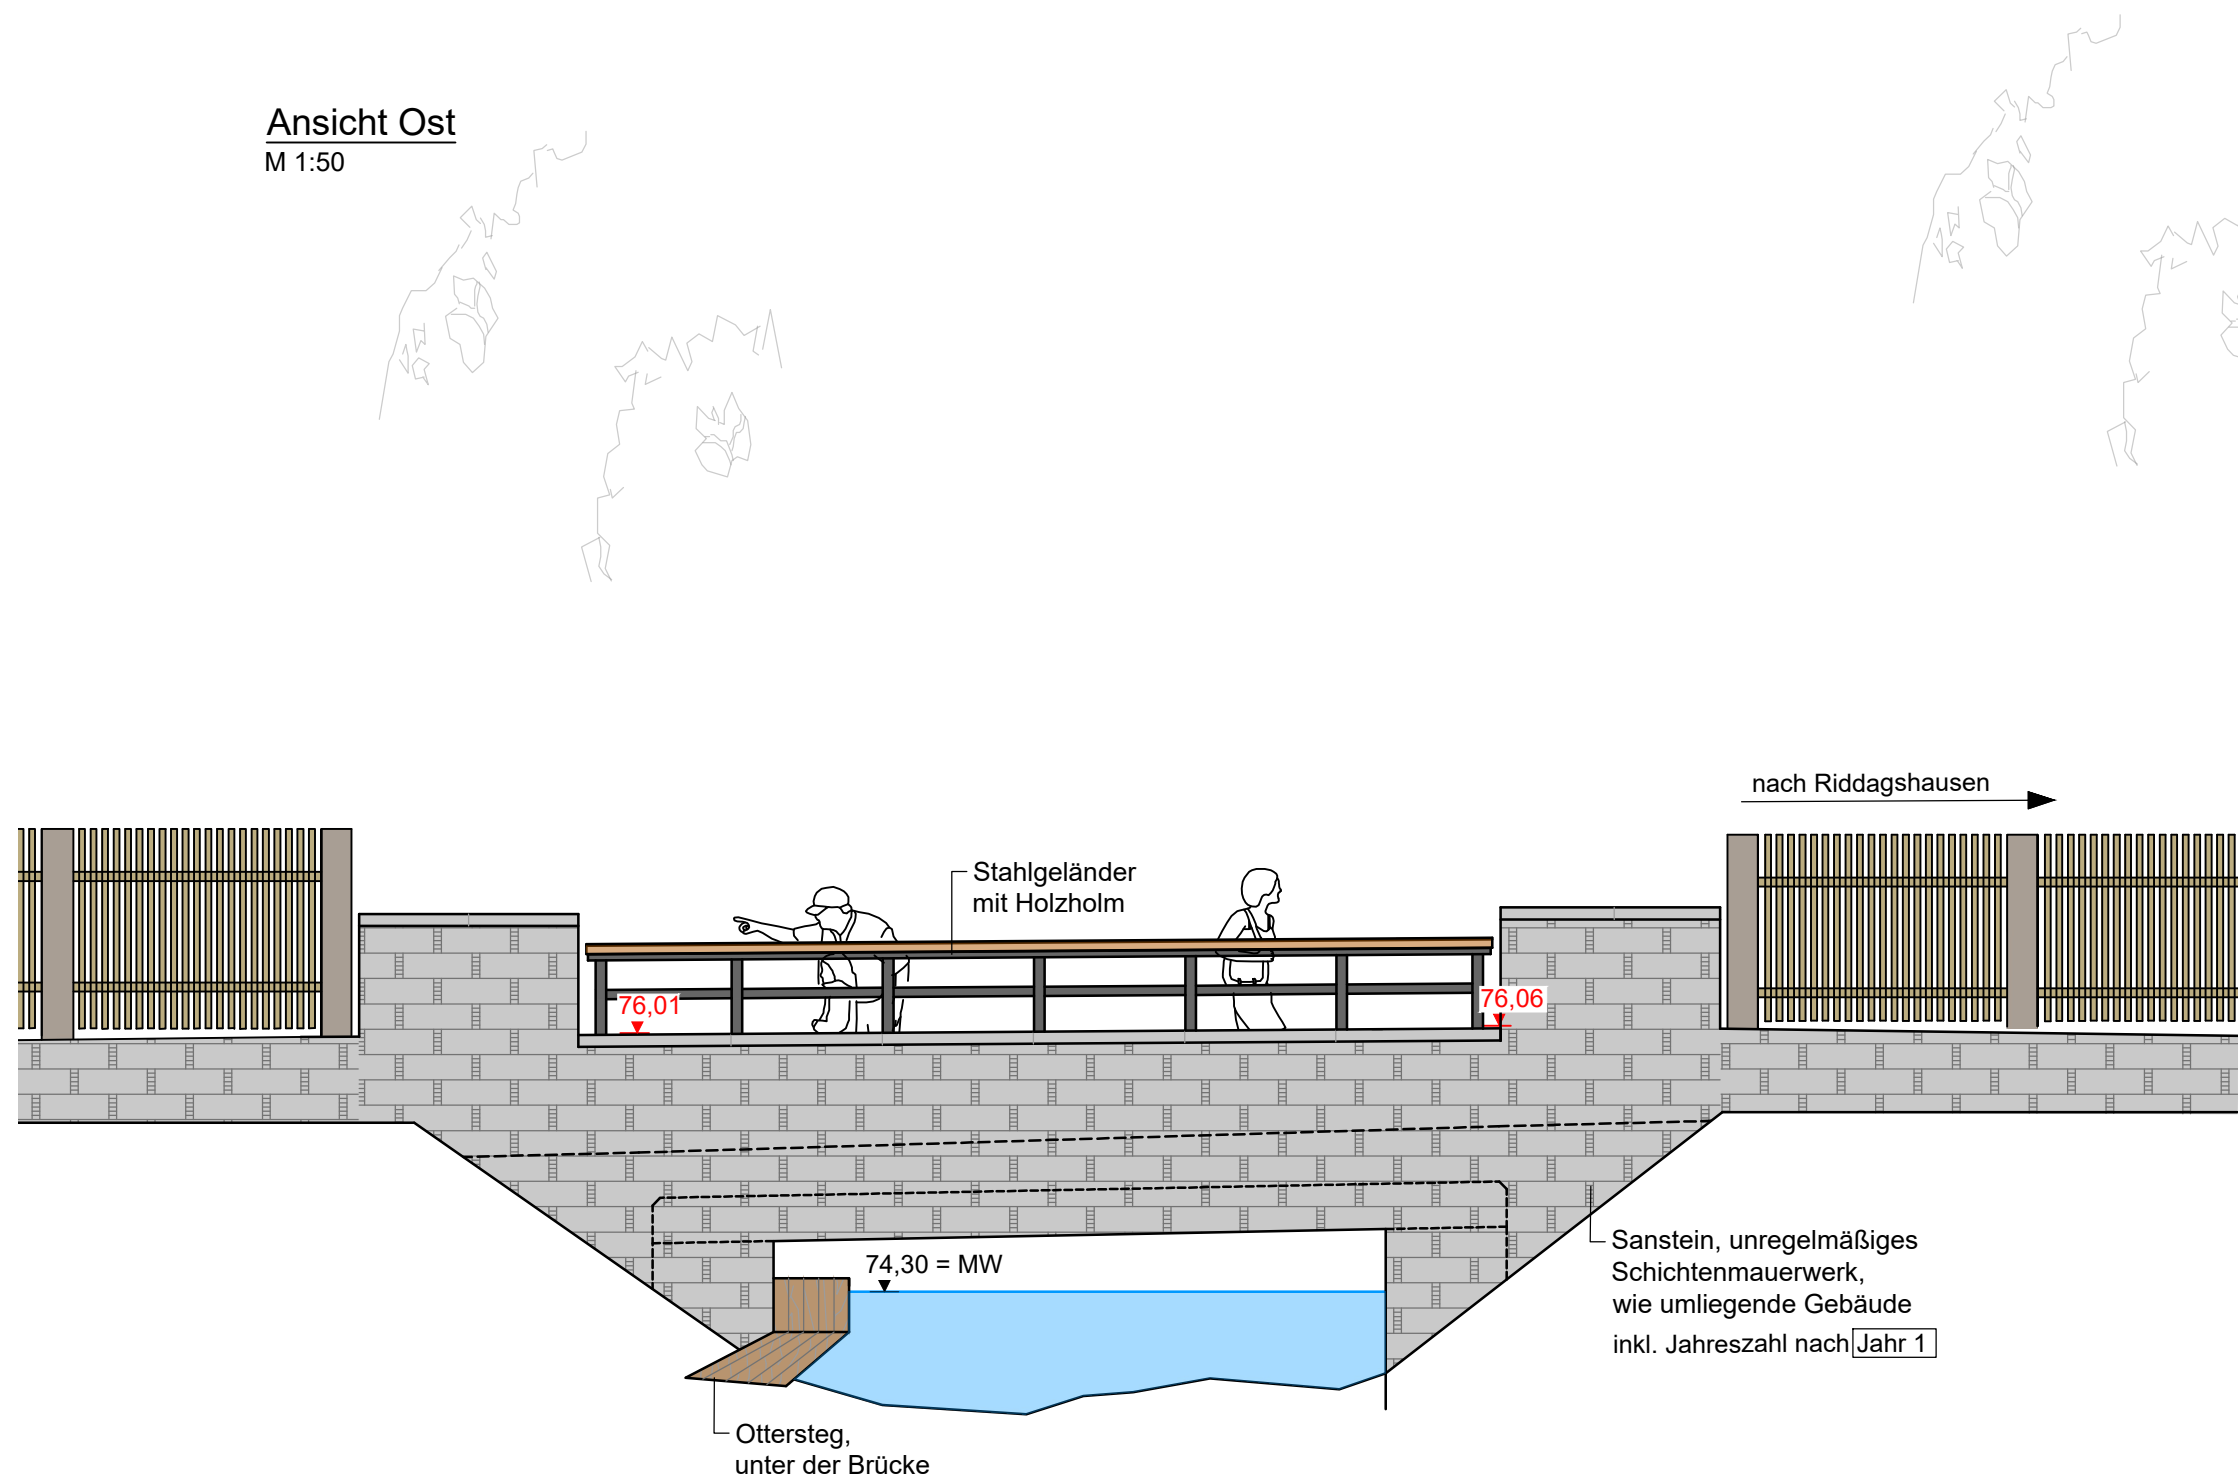 Ansicht Ost
M 1:50
nach Riddagshausen
Stahlgeländer
mit Holzholm
76,01
76,06
74,30 = MW
Sanstein, unregelmäßiges
Schichtenmauerwerk,
wie umliegende Gebäude
inkl. Jahreszahl nach Jahr 1
Ottersteg,
unter der Brücke